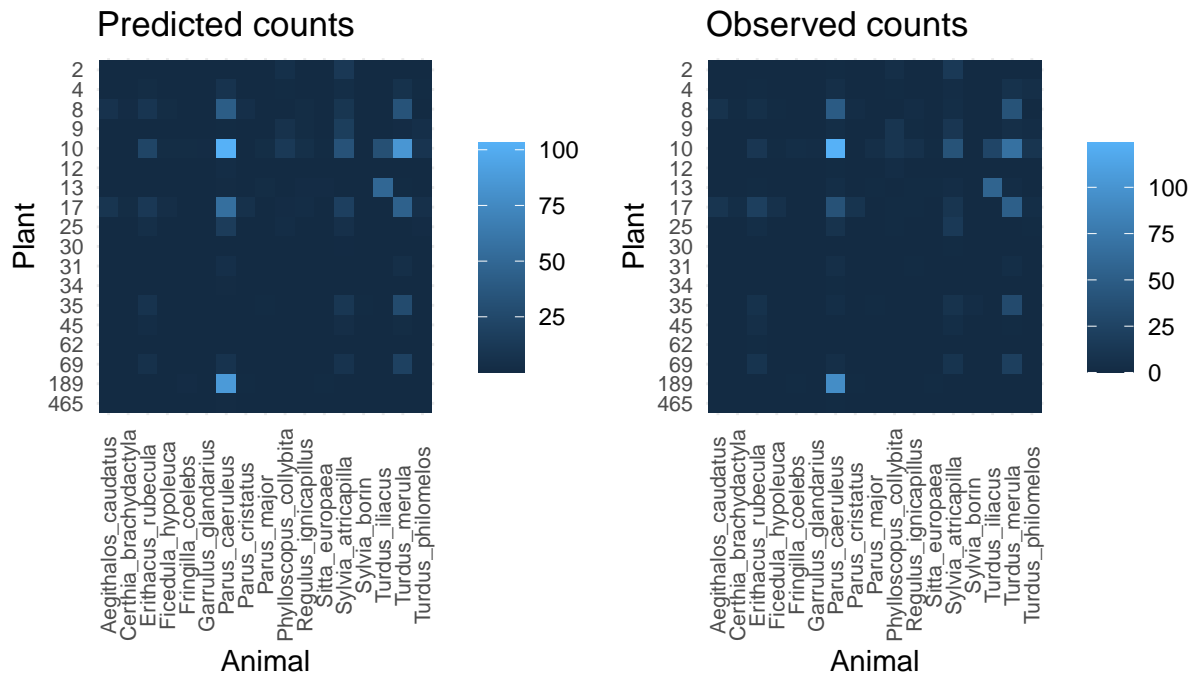 Predicted counts
Plant
2
4
8
9
10
12
13
17
25
30
31
34
35
45
62
69
189
465
100
75
50
25
Aegithalos_caudatus
Certhia_brachydactyla
Erithacus_rubecula
Ficedula_hypoleuca
Fringilla_coelebs
Garrulus_glandarius
Parus_caeruleus
Parus_cristatus
Parus_major
Phylloscopus_collybita
Regulus_ignicapillus
Sitta_europaea
Sylvia_atricapilla
Sylvia_borin
Turdus_iliacus
Turdus_merula
Turdus_philomelos
Animal
Observed counts
Plant
2
4
8
9
10
12
13
17
25
30
31
34
35
45
62
69
189
465
100
75
50
25
0
Aegithalos_caudatus
Certhia_brachydactyla
Erithacus_rubecula
Ficedula_hypoleuca
Fringilla_coelebs
Garrulus_glandarius
Parus_caeruleus
Parus_cristatus
Parus_major
Phylloscopus_collybita
Regulus_ignicapillus
Sitta_europaea
Sylvia_atricapilla
Sylvia_borin
Turdus_iliacus
Turdus_merula
Turdus_philomelos
Animal